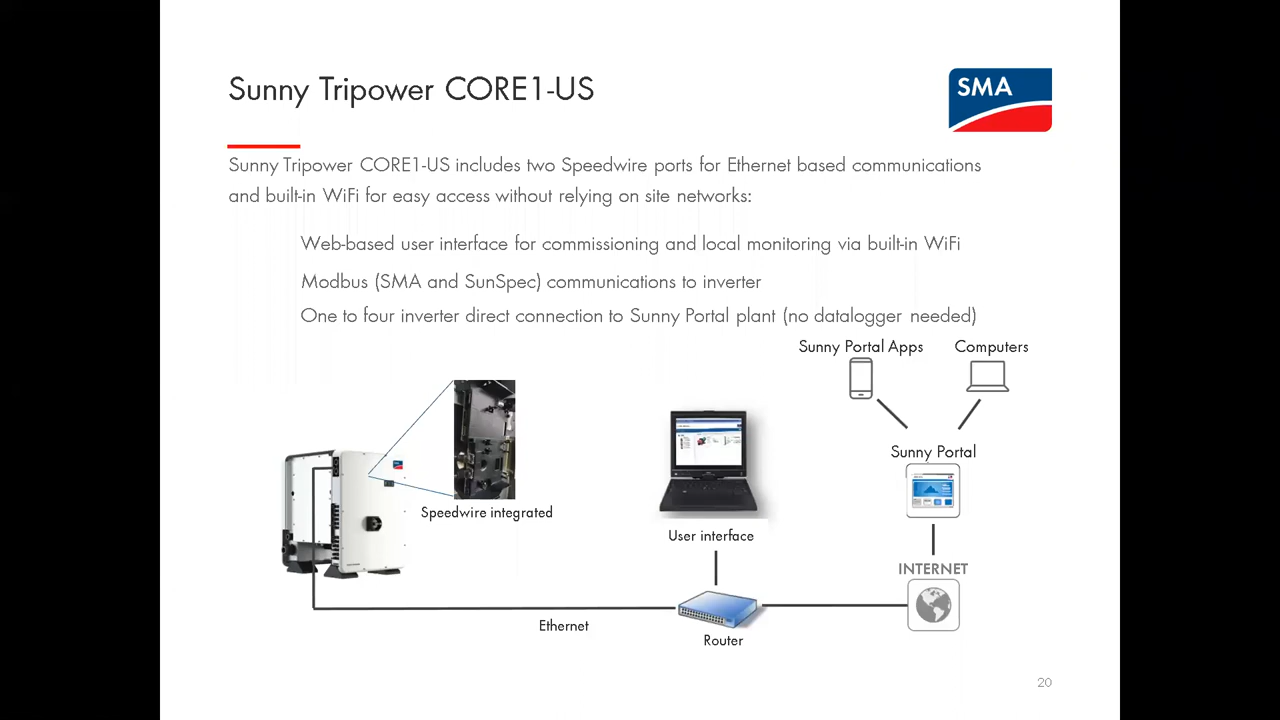 Sunny Tripower CORE1-US
SMA
Sunny Tripower CORE1-US includes two Speedwire ports for Ethernet based communications
and built-in WiFi for easy access without relying on site networks:
Web-based user interface for commissioning and local monitoring via built-in WiFi
Modbus (SMA and SunSpec) communications to inverter
One to four inverter direct connection to Sunny Portal plant (no datalogger needed)
Sunny Portal Apps
Computers
Sunny Portal
SMA
Speedwire integrated
User interface
INTERNET
Ethernet
Router
20